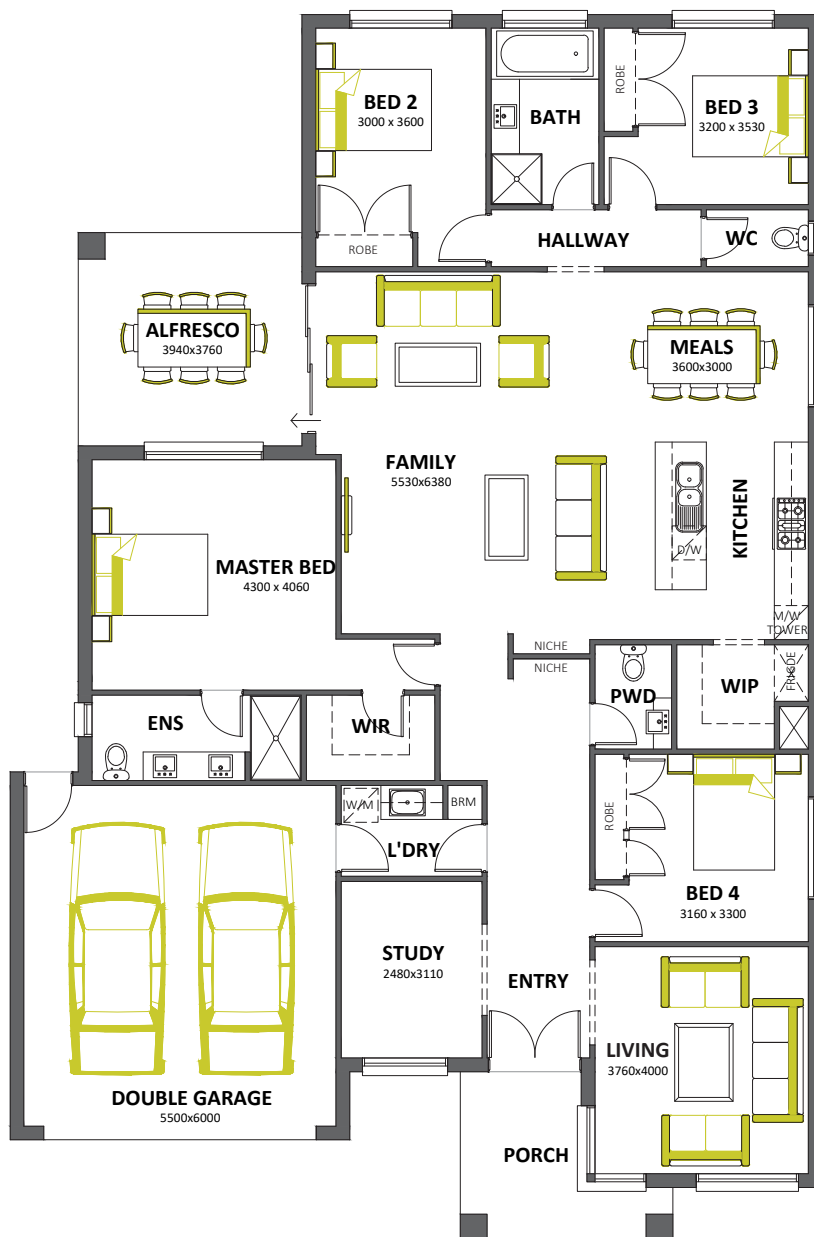 BED 2
3000 x 3600
ROBE
BATH
ROBE
BED 3
3200 x 3530
HALLWAY
WC
ALFRESCO
3940x3760
MEALS
3600x3000
FAMILY
5530x6380
KITCHEN
D/W
M/W
TOWER
MASTER BED
4300 x 4060
NICHE
NICHE
PWD
WIP
FRIGDE
ENS
WIR
W/M
BRM
L'DRY
ROBE
BED 4
3160 x 3300
STUDY
2480x3110
ENTRY
LIVING
3760x4000
DOUBLE GARAGE
5500x6000
PORCH